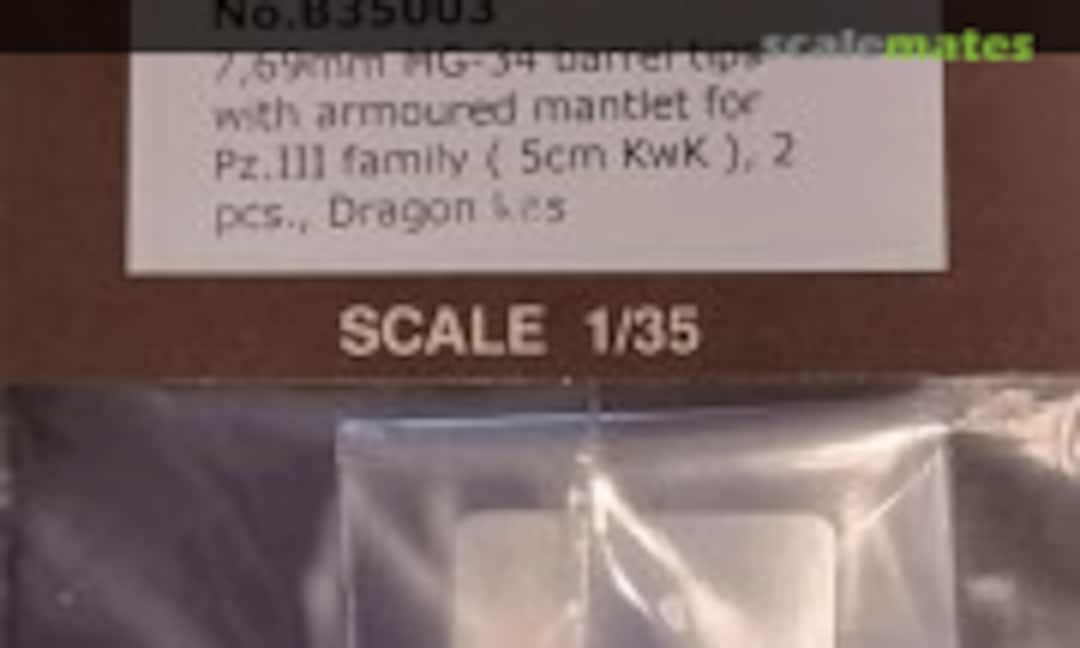 No.B35003
scalemates
7,69mm MG-34 barrel tips
with armoured mantlet for
Pz.III family ( 5cm KwK ), 2
pcs., Dragon
SCALE 1/35